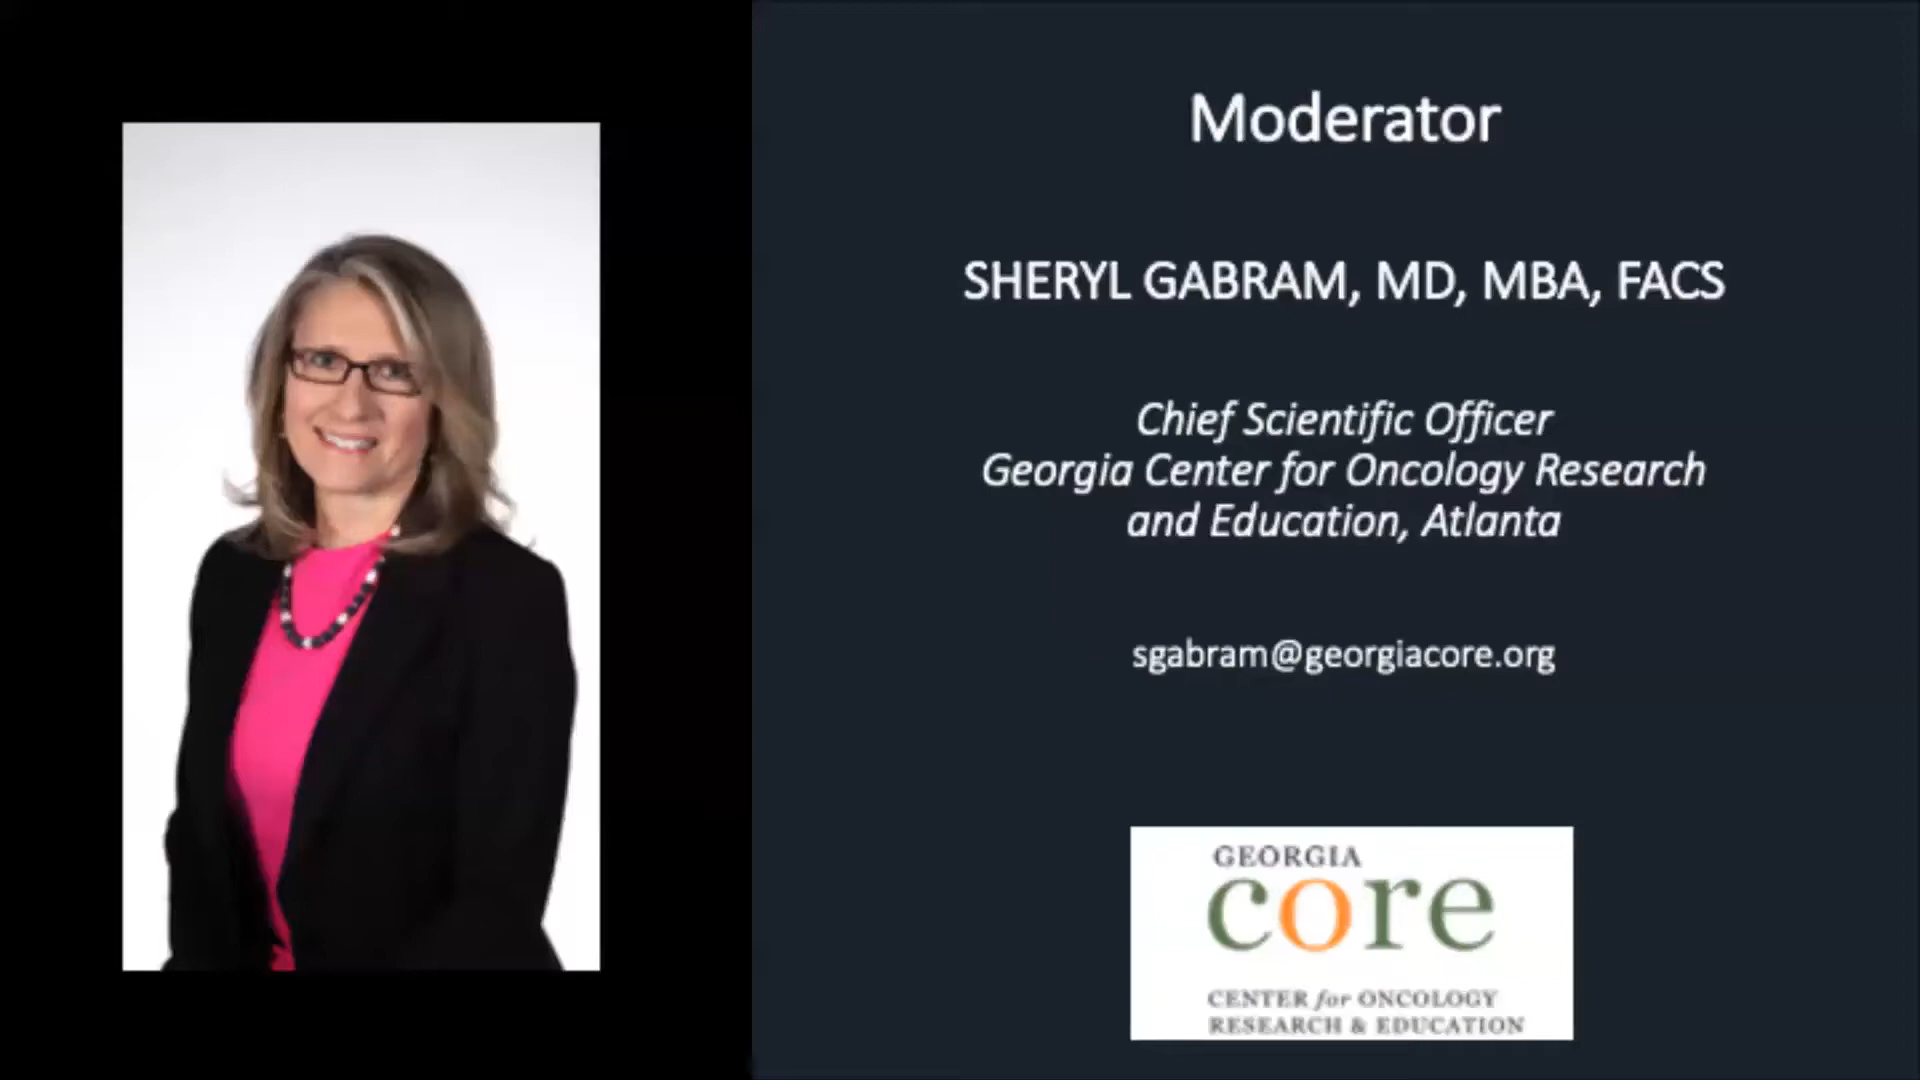 Moderator
SHERYL GABRAM, MD, MBA, FACS
Chief Scientific Officer
Georgia Center for Oncology Research
and Education, Atlanta
sgabram@georgiacore.org
GEORGIA
core
CENTER for ONCOLOGY
RESEARCH & EDUCATION